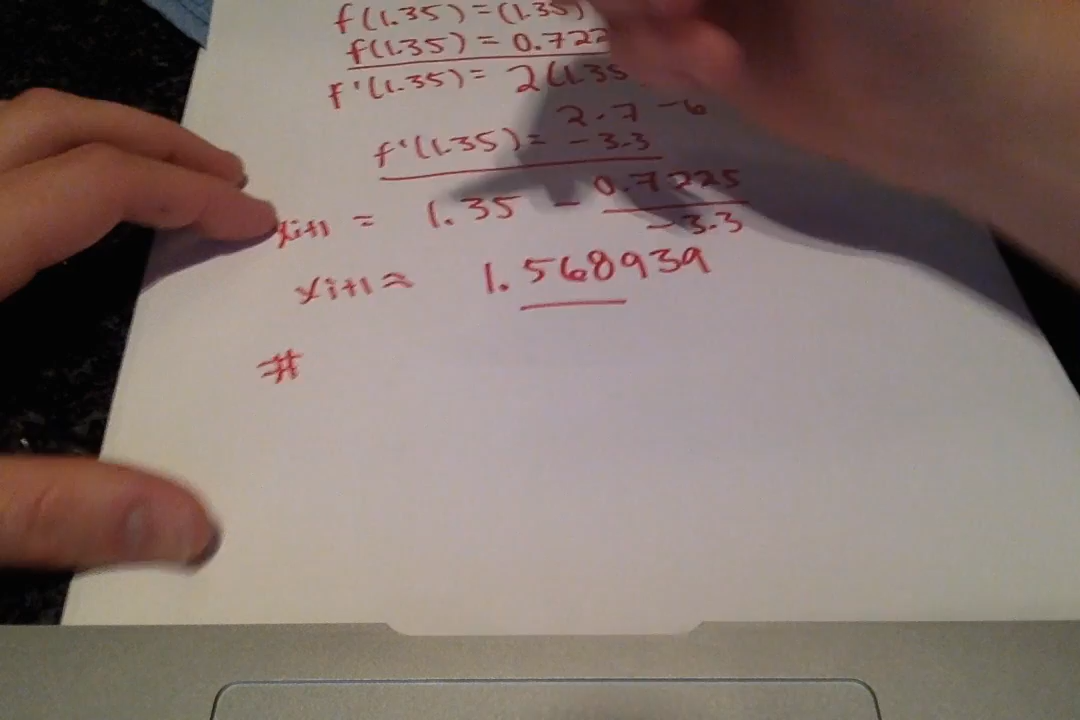 f(1.35) = (1.35)
f(1.35) = 0.722
f'(1.35) = 2(1.35
2.7 -6
f'(1.35) = -3.3
xi+1 = 1.35 - 0.7225
-3.3
xi+1 = 1.568939
#